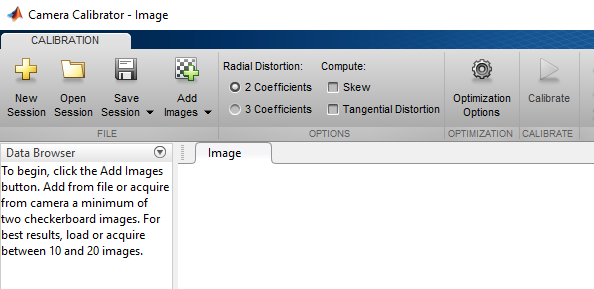 Camera Calibrator - Image
CALIBRATION
Radial Distortion: Compute:
2 Coefficients Skew
3 Coefficients Tangential Distortion
New Session
Open Session
Save Session
Add Images
Optimization Options
Calibrate
FILE OPTIONS OPTIMIZATION CALIBRATE
Data Browser
Image
To begin, click the Add Images
button. Add from file or acquire
from camera a minimum of
two checkerboard images. For
best results, load or acquire
between 10 and 20 images.